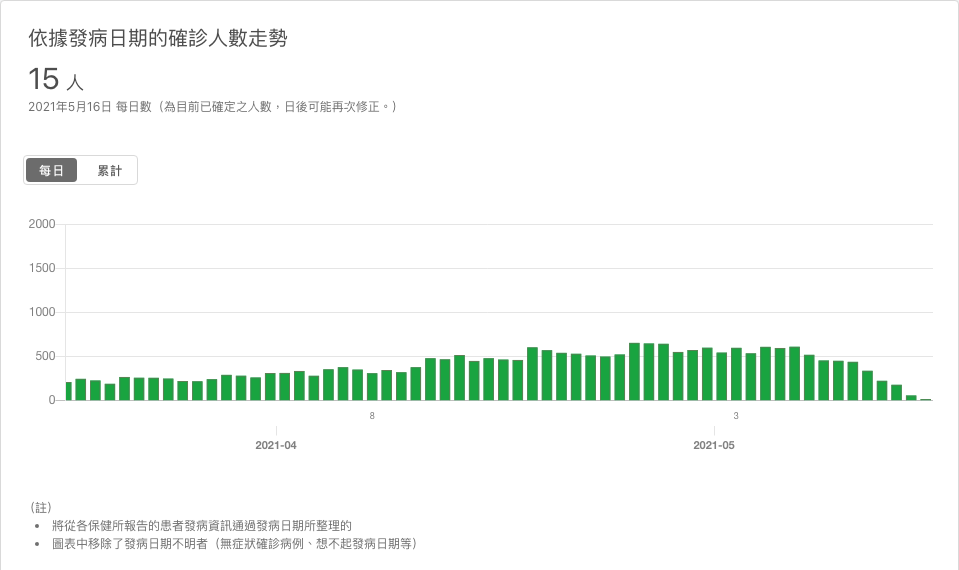 依據發病日期的確診人數走勢
15 人
2021年5月16日 每日數（為目前已確定之人數，日後可能再次修正。）
每日 累計
2000
1500
1000
500
0
8 3
2021-04 2021-05
（註）
• 將從各保健所報告的患者發病資訊通過發病日期所整理的
• 圖表中移除了發病日期不明者（無症狀確診病例、想不起發病日期等）